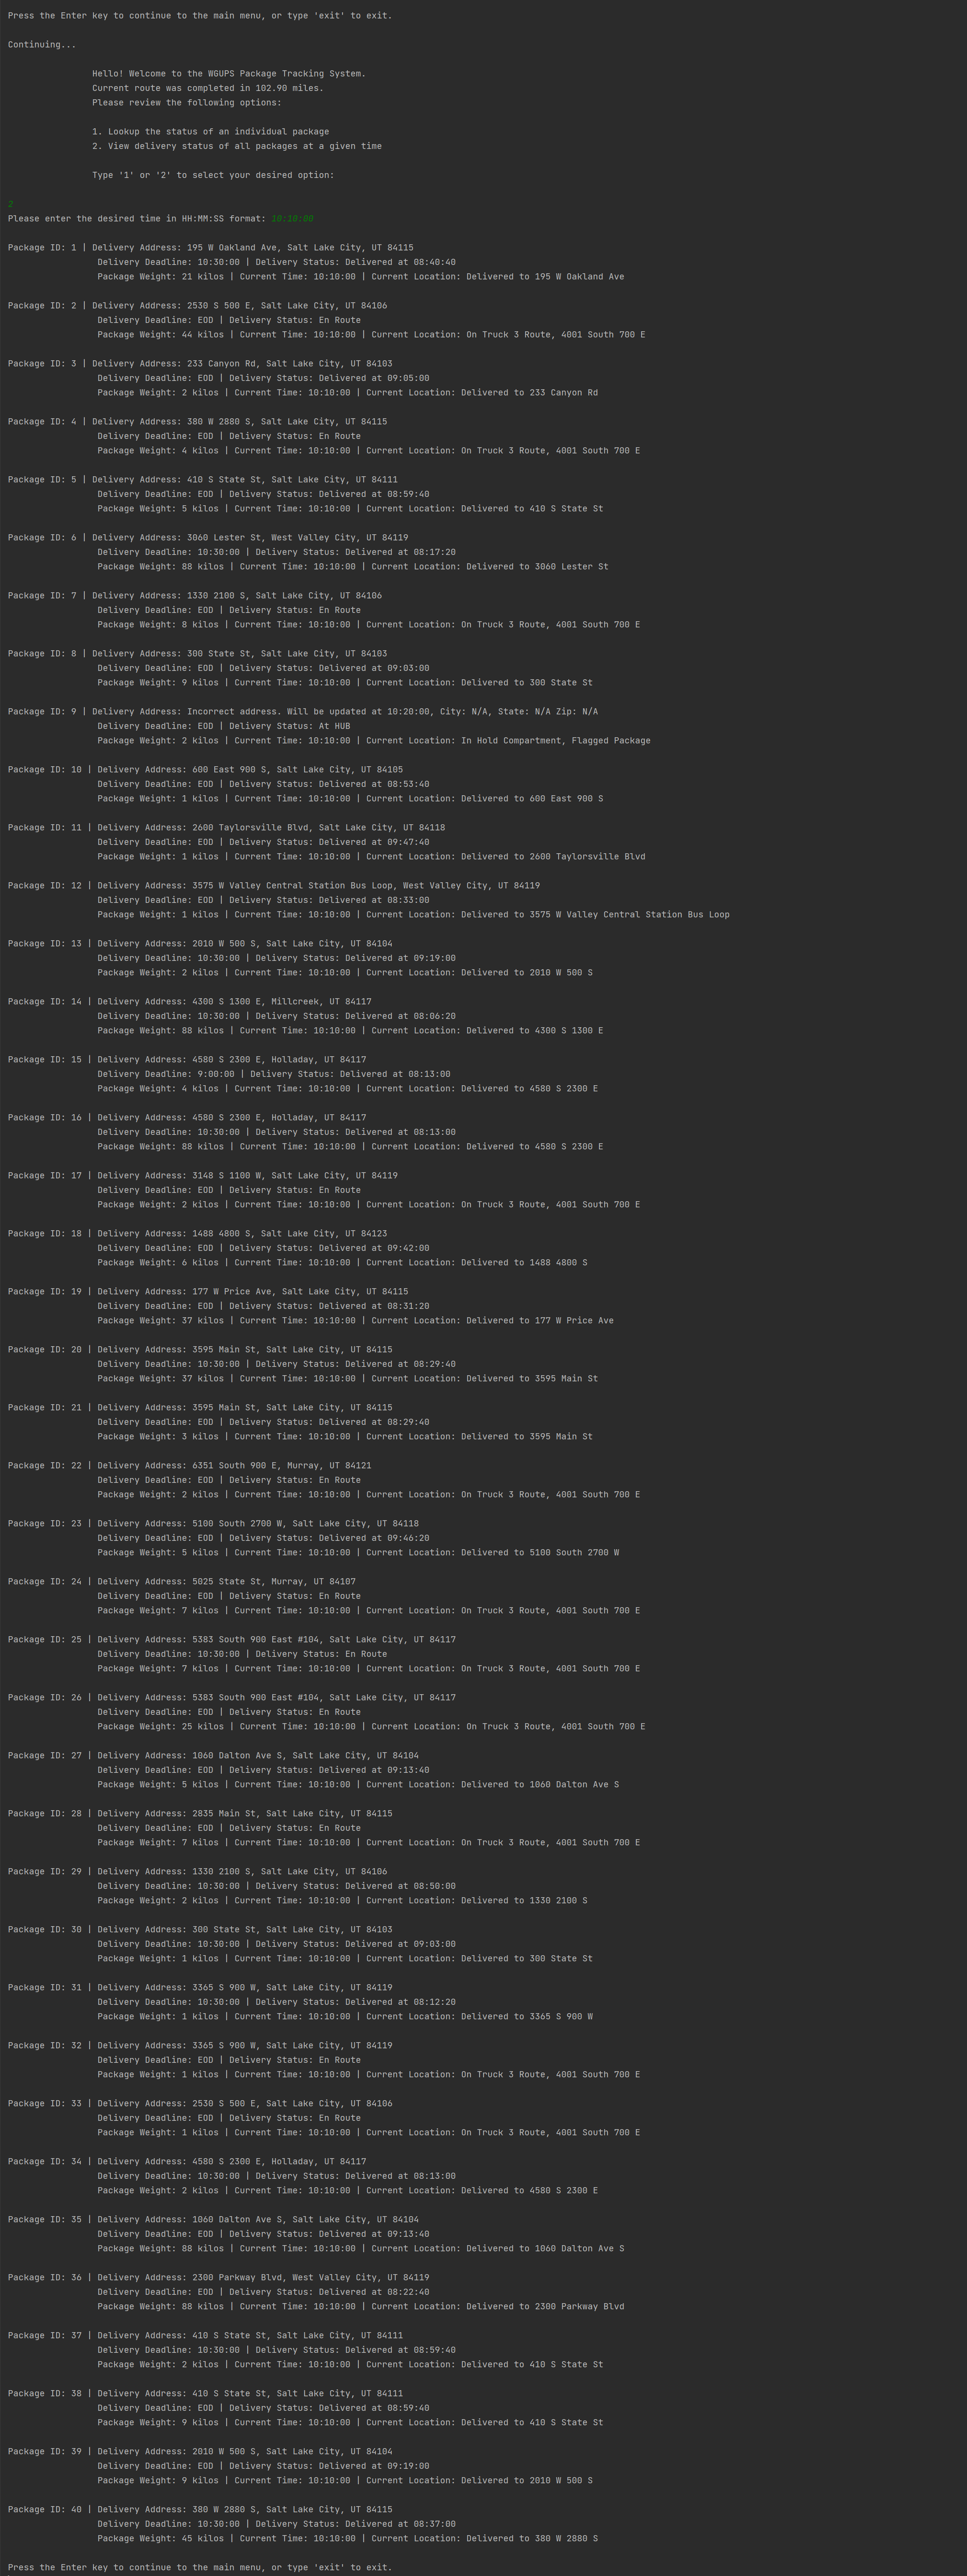 Press the Enter key to continue to the main menu, or type 'exit' to exit.
Continuing...
Hello! Welcome to the WGUPS Package Tracking System.
Current route was completed in 102.90 miles.
Please review the following options:
1. Lookup the status of an individual package
2. View delivery status of all packages at a given time
Type '1' or '2' to select your desired option:
2
Please enter the desired time in HH:MM:SS format: 10:10:00
Package ID: 1 | Delivery Address: 195 W Oakland Ave, Salt Lake City, UT 84115
Delivery Deadline: 10:30:00 | Delivery Status: Delivered at 08:40:40
Package Weight: 21 kilos | Current Time: 10:10:00 | Current Location: Delivered to 195 W Oakland Ave
Package ID: 2 | Delivery Address: 2530 S 500 E, Salt Lake City, UT 84106
Delivery Deadline: EOD | Delivery Status: En Route
Package Weight: 44 kilos | Current Time: 10:10:00 | Current Location: On Truck 3 Route, 4001 South 700 E
Package ID: 3 | Delivery Address: 233 Canyon Rd, Salt Lake City, UT 84103
Delivery Deadline: EOD | Delivery Status: Delivered at 09:05:00
Package Weight: 2 kilos | Current Time: 10:10:00 | Current Location: Delivered to 233 Canyon Rd
Package ID: 4 | Delivery Address: 380 W 2880 S, Salt Lake City, UT 84115
Delivery Deadline: EOD | Delivery Status: En Route
Package Weight: 4 kilos | Current Time: 10:10:00 | Current Location: On Truck 3 Route, 4001 South 700 E
Package ID: 5 | Delivery Address: 410 S State St, Salt Lake City, UT 84111
Delivery Deadline: EOD | Delivery Status: Delivered at 08:59:40
Package Weight: 5 kilos | Current Time: 10:10:00 | Current Location: Delivered to 410 S State St
Package ID: 6 | Delivery Address: 3060 Lester St, West Valley City, UT 84119
Delivery Deadline: 10:30:00 | Delivery Status: Delivered at 08:17:20
Package Weight: 88 kilos | Current Time: 10:10:00 | Current Location: Delivered to 3060 Lester St
Package ID: 7 | Delivery Address: 1330 2100 S, Salt Lake City, UT 84106
Delivery Deadline: EOD | Delivery Status: En Route
Package Weight: 8 kilos | Current Time: 10:10:00 | Current Location: On Truck 3 Route, 4001 South 700 E
Package ID: 8 | Delivery Address: 300 State St, Salt Lake City, UT 84103
Delivery Deadline: EOD | Delivery Status: Delivered at 09:03:00
Package Weight: 9 kilos | Current Time: 10:10:00 | Current Location: Delivered to 300 State St
Package ID: 9 | Delivery Address: Incorrect address. Will be updated at 10:20:00, City: N/A, State: N/A Zip: N/A
Delivery Deadline: EOD | Delivery Status: At HUB
Package Weight: 2 kilos | Current Time: 10:10:00 | Current Location: In Hold Compartment, Flagged Package
Package ID: 10 | Delivery Address: 600 East 900 S, Salt Lake City, UT 84105
Delivery Deadline: EOD | Delivery Status: Delivered at 08:53:40
Package Weight: 1 kilos | Current Time: 10:10:00 | Current Location: Delivered to 600 East 900 S
Package ID: 11 | Delivery Address: 2600 Taylorsville Blvd, Salt Lake City, UT 84118
Delivery Deadline: EOD | Delivery Status: Delivered at 09:47:40
Package Weight: 1 kilos | Current Time: 10:10:00 | Current Location: Delivered to 2600 Taylorsville Blvd
Package ID: 12 | Delivery Address: 3575 W Valley Central Station Bus Loop, West Valley City, UT 84119
Delivery Deadline: EOD | Delivery Status: Delivered at 08:33:00
Package Weight: 1 kilos | Current Time: 10:10:00 | Current Location: Delivered to 3575 W Valley Central Station Bus Loop
Package ID: 13 | Delivery Address: 2010 W 500 S, Salt Lake City, UT 84104
Delivery Deadline: 10:30:00 | Delivery Status: Delivered at 09:19:00
Package Weight: 2 kilos | Current Time: 10:10:00 | Current Location: Delivered to 2010 W 500 S
Package ID: 14 | Delivery Address: 4300 S 1300 E, Millcreek, UT 84117
Delivery Deadline: 10:30:00 | Delivery Status: Delivered at 08:06:20
Package Weight: 88 kilos | Current Time: 10:10:00 | Current Location: Delivered to 4300 S 1300 E
Package ID: 15 | Delivery Address: 4580 S 2300 E, Holladay, UT 84117
Delivery Deadline: 9:00:00 | Delivery Status: Delivered at 08:13:00
Package Weight: 4 kilos | Current Time: 10:10:00 | Current Location: Delivered to 4580 S 2300 E
Package ID: 16 | Delivery Address: 4580 S 2300 E, Holladay, UT 84117
Delivery Deadline: 10:30:00 | Delivery Status: Delivered at 08:13:00
Package Weight: 88 kilos | Current Time: 10:10:00 | Current Location: Delivered to 4580 S 2300 E
Package ID: 17 | Delivery Address: 3148 S 1100 W, Salt Lake City, UT 84119
Delivery Deadline: EOD | Delivery Status: En Route
Package Weight: 2 kilos | Current Time: 10:10:00 | Current Location: On Truck 3 Route, 4001 South 700 E
Package ID: 18 | Delivery Address: 1488 4800 S, Salt Lake City, UT 84123
Delivery Deadline: EOD | Delivery Status: Delivered at 09:42:00
Package Weight: 6 kilos | Current Time: 10:10:00 | Current Location: Delivered to 1488 4800 S
Package ID: 19 | Delivery Address: 177 W Price Ave, Salt Lake City, UT 84115
Delivery Deadline: EOD | Delivery Status: Delivered at 08:31:20
Package Weight: 37 kilos | Current Time: 10:10:00 | Current Location: Delivered to 177 W Price Ave
Package ID: 20 | Delivery Address: 3595 Main St, Salt Lake City, UT 84115
Delivery Deadline: 10:30:00 | Delivery Status: Delivered at 08:29:40
Package Weight: 37 kilos | Current Time: 10:10:00 | Current Location: Delivered to 3595 Main St
Package ID: 21 | Delivery Address: 3595 Main St, Salt Lake City, UT 84115
Delivery Deadline: EOD | Delivery Status: Delivered at 08:29:40
Package Weight: 3 kilos | Current Time: 10:10:00 | Current Location: Delivered to 3595 Main St
Package ID: 22 | Delivery Address: 6351 South 900 E, Murray, UT 84121
Delivery Deadline: EOD | Delivery Status: En Route
Package Weight: 2 kilos | Current Time: 10:10:00 | Current Location: On Truck 3 Route, 4001 South 700 E
Package ID: 23 | Delivery Address: 5100 South 2700 W, Salt Lake City, UT 84118
Delivery Deadline: EOD | Delivery Status: Delivered at 09:46:20
Package Weight: 5 kilos | Current Time: 10:10:00 | Current Location: Delivered to 5100 South 2700 W
Package ID: 24 | Delivery Address: 5025 State St, Murray, UT 84107
Delivery Deadline: EOD | Delivery Status: En Route
Package Weight: 7 kilos | Current Time: 10:10:00 | Current Location: On Truck 3 Route, 4001 South 700 E
Package ID: 25 | Delivery Address: 5383 South 900 East #104, Salt Lake City, UT 84117
Delivery Deadline: 10:30:00 | Delivery Status: En Route
Package Weight: 7 kilos | Current Time: 10:10:00 | Current Location: On Truck 3 Route, 4001 South 700 E
Package ID: 26 | Delivery Address: 5383 South 900 East #104, Salt Lake City, UT 84117
Delivery Deadline: EOD | Delivery Status: En Route
Package Weight: 25 kilos | Current Time: 10:10:00 | Current Location: On Truck 3 Route, 4001 South 700 E
Package ID: 27 | Delivery Address: 1060 Dalton Ave S, Salt Lake City, UT 84104
Delivery Deadline: EOD | Delivery Status: Delivered at 09:13:40
Package Weight: 5 kilos | Current Time: 10:10:00 | Current Location: Delivered to 1060 Dalton Ave S
Package ID: 28 | Delivery Address: 2835 Main St, Salt Lake City, UT 84115
Delivery Deadline: EOD | Delivery Status: En Route
Package Weight: 7 kilos | Current Time: 10:10:00 | Current Location: On Truck 3 Route, 4001 South 700 E
Package ID: 29 | Delivery Address: 1330 2100 S, Salt Lake City, UT 84106
Delivery Deadline: 10:30:00 | Delivery Status: Delivered at 08:50:00
Package Weight: 2 kilos | Current Time: 10:10:00 | Current Location: Delivered to 1330 2100 S
Package ID: 30 | Delivery Address: 300 State St, Salt Lake City, UT 84103
Delivery Deadline: 10:30:00 | Delivery Status: Delivered at 09:03:00
Package Weight: 1 kilos | Current Time: 10:10:00 | Current Location: Delivered to 300 State St
Package ID: 31 | Delivery Address: 3365 S 900 W, Salt Lake City, UT 84119
Delivery Deadline: 10:30:00 | Delivery Status: Delivered at 08:12:20
Package Weight: 1 kilos | Current Time: 10:10:00 | Current Location: Delivered to 3365 S 900 W
Package ID: 32 | Delivery Address: 3365 S 900 W, Salt Lake City, UT 84119
Delivery Deadline: EOD | Delivery Status: En Route
Package Weight: 1 kilos | Current Time: 10:10:00 | Current Location: On Truck 3 Route, 4001 South 700 E
Package ID: 33 | Delivery Address: 2530 S 500 E, Salt Lake City, UT 84106
Delivery Deadline: EOD | Delivery Status: En Route
Package Weight: 1 kilos | Current Time: 10:10:00 | Current Location: On Truck 3 Route, 4001 South 700 E
Package ID: 34 | Delivery Address: 4580 S 2300 E, Holladay, UT 84117
Delivery Deadline: 10:30:00 | Delivery Status: Delivered at 08:13:00
Package Weight: 2 kilos | Current Time: 10:10:00 | Current Location: Delivered to 4580 S 2300 E
Package ID: 35 | Delivery Address: 1060 Dalton Ave S, Salt Lake City, UT 84104
Delivery Deadline: EOD | Delivery Status: Delivered at 09:13:40
Package Weight: 88 kilos | Current Time: 10:10:00 | Current Location: Delivered to 1060 Dalton Ave S
Package ID: 36 | Delivery Address: 2300 Parkway Blvd, West Valley City, UT 84119
Delivery Deadline: EOD | Delivery Status: Delivered at 08:22:40
Package Weight: 88 kilos | Current Time: 10:10:00 | Current Location: Delivered to 2300 Parkway Blvd
Package ID: 37 | Delivery Address: 410 S State St, Salt Lake City, UT 84111
Delivery Deadline: 10:30:00 | Delivery Status: Delivered at 08:59:40
Package Weight: 2 kilos | Current Time: 10:10:00 | Current Location: Delivered to 410 S State St
Package ID: 38 | Delivery Address: 410 S State St, Salt Lake City, UT 84111
Delivery Deadline: EOD | Delivery Status: Delivered at 08:59:40
Package Weight: 9 kilos | Current Time: 10:10:00 | Current Location: Delivered to 410 S State St
Package ID: 39 | Delivery Address: 2010 W 500 S, Salt Lake City, UT 84104
Delivery Deadline: EOD | Delivery Status: Delivered at 09:19:00
Package Weight: 9 kilos | Current Time: 10:10:00 | Current Location: Delivered to 2010 W 500 S
Package ID: 40 | Delivery Address: 380 W 2880 S, Salt Lake City, UT 84115
Delivery Deadline: 10:30:00 | Delivery Status: Delivered at 08:37:00
Package Weight: 45 kilos | Current Time: 10:10:00 | Current Location: Delivered to 380 W 2880 S
Press the Enter key to continue to the main menu, or type 'exit' to exit.